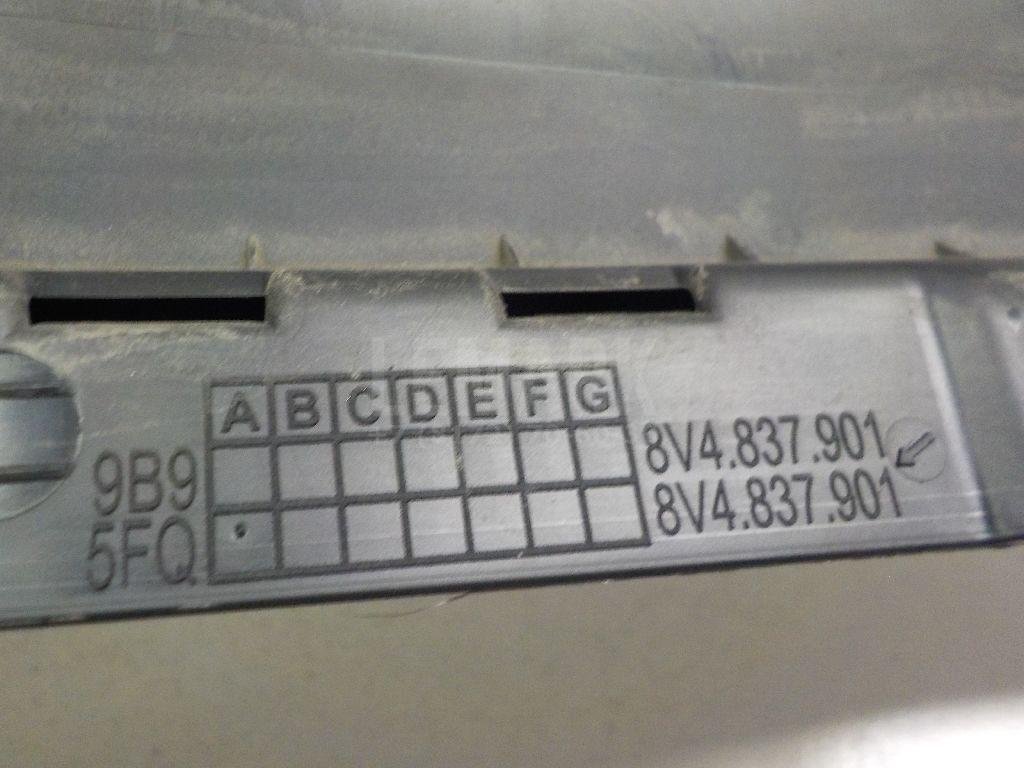 A B C D E F G
9B9 8V4.837.901
5FQ 8V4.837.901